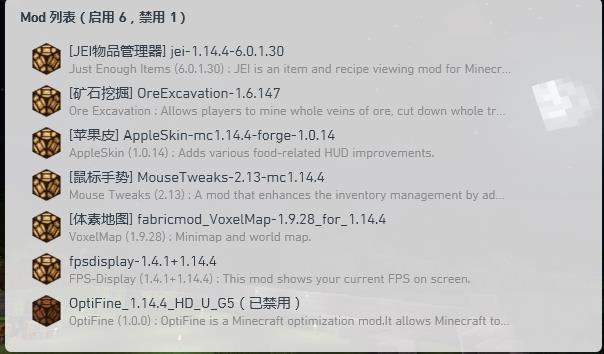 Mod 列表 ( 启用 6 , 禁用 1 )
[JEI物品管理器] jei-1.14.4-6.0.1.30
Just Enough Items (6.0.1.30) : JEI is an item and recipe viewing mod for Minecr...
[矿石挖掘] OreExcavation-1.6.147
Ore Excavation : Allows players to mine whole veins of ore, cut down whole tr...
[苹果皮] AppleSkin-mc1.14.4-forge-1.0.14
AppleSkin (1.0.14) : Adds various food-related HUD improvements.
[鼠标手势] MouseTweaks-2.13-mc1.14.4
Mouse Tweaks (2.13) : A mod that enhances the inventory management by ad...
[体素地图] fabricmod_VoxelMap-1.9.28_for_1.14.4
VoxelMap (1.9.28) : Minimap and world map.
fpsdisplay-1.4.1+1.14.4
FPS-Display (1.4.1+1.14.4) : This mod shows your current FPS on screen.
OptiFine_1.14.4_HD_U_G5 ( 已禁用 )
OptiFine (1.0.0) : OptiFine is a Minecraft optimization mod.It allows Minecraft to...